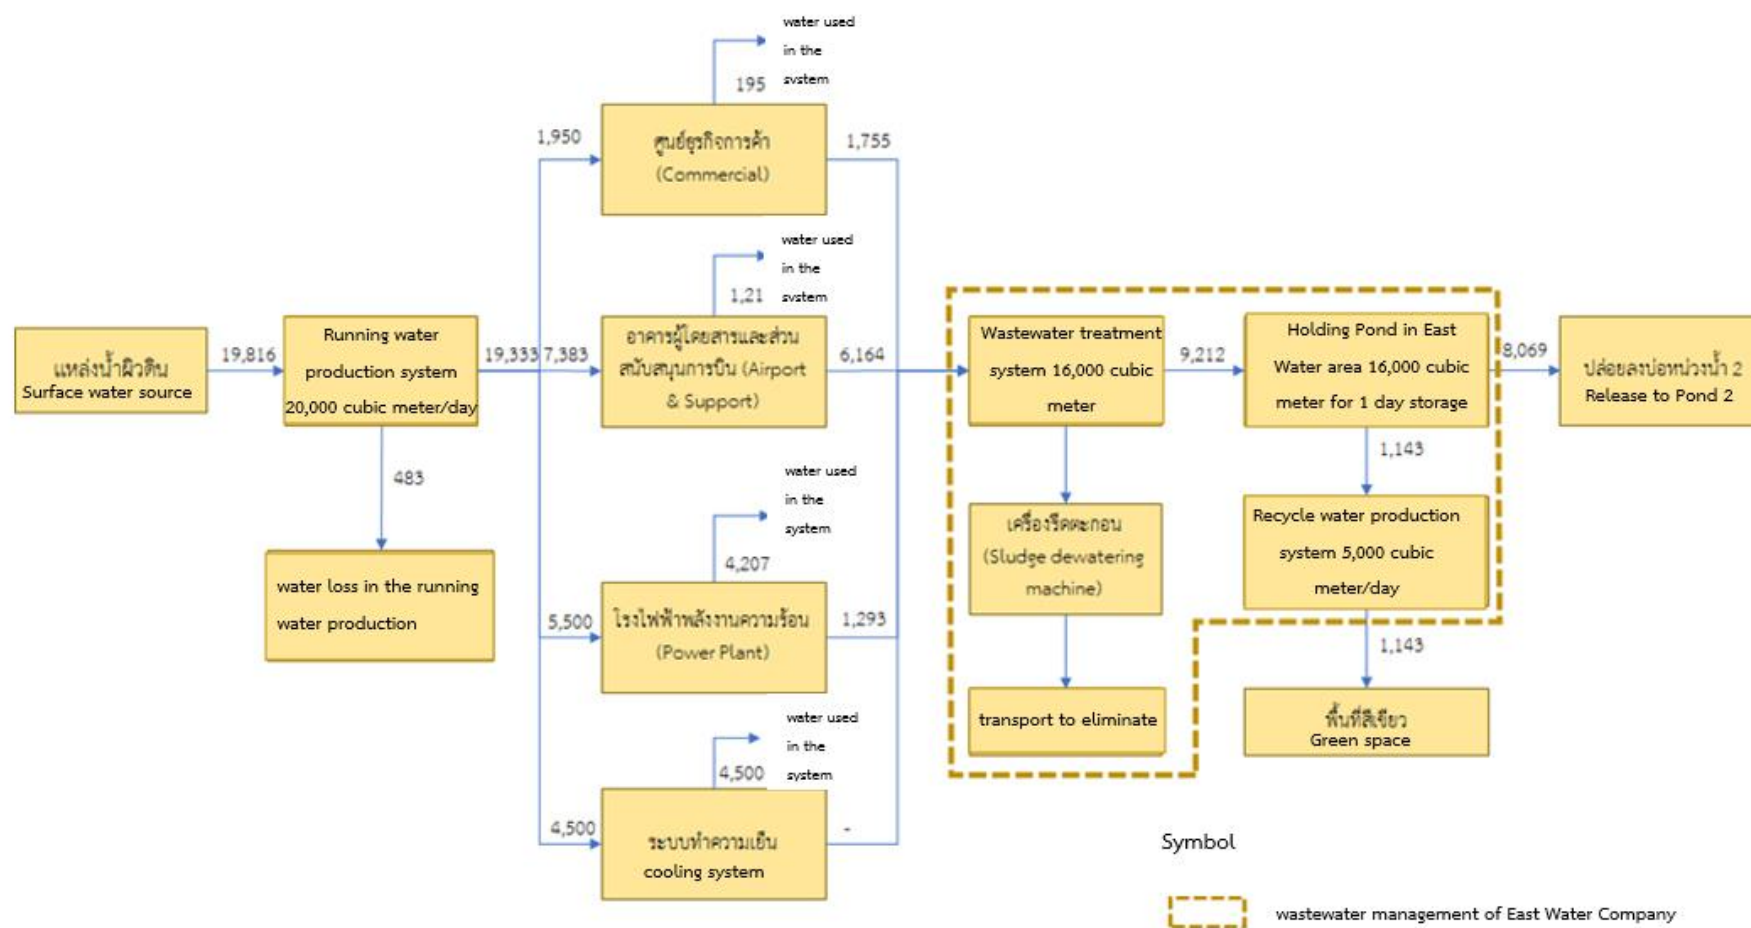 water used
in the
system
195
1,950
ศูนย์ธุรกิจการค้า
(Commercial)
1,755
water used
in the
system
1,21
แหล่งน้ำผิวดิน
Surface water source
19,816
Running water
production system
20,000 cubic meter/day
19,333
7,383
อาคารผู้โดยสารและส่วน
สนับสนุนการบิน (Airport
& Support)
6,164
Wastewater treatment
system 16,000 cubic
meter
9,212
Holding Pond in East
Water area 16,000 cubic
meter for 1 day storage
8,069
ปล่อยลงบ่อหน่วงน้ำ 2
Release to Pond 2
483
water loss in the running
water production
water used
in the
system
4,207
5,500
โรงไฟฟ้าพลังงานความร้อน
(Power Plant)
1,293
เครื่องรีดตะกอน
(Sludge dewatering
machine)
1,143
Recycle water production
system 5,000 cubic
meter/day
1,143
transport to eliminate
พื้นที่สีเขียว
Green space
water used
in the
system
4,500
4,500
ระบบทำความเย็น
cooling system
-
Symbol
wastewater management of East Water Company